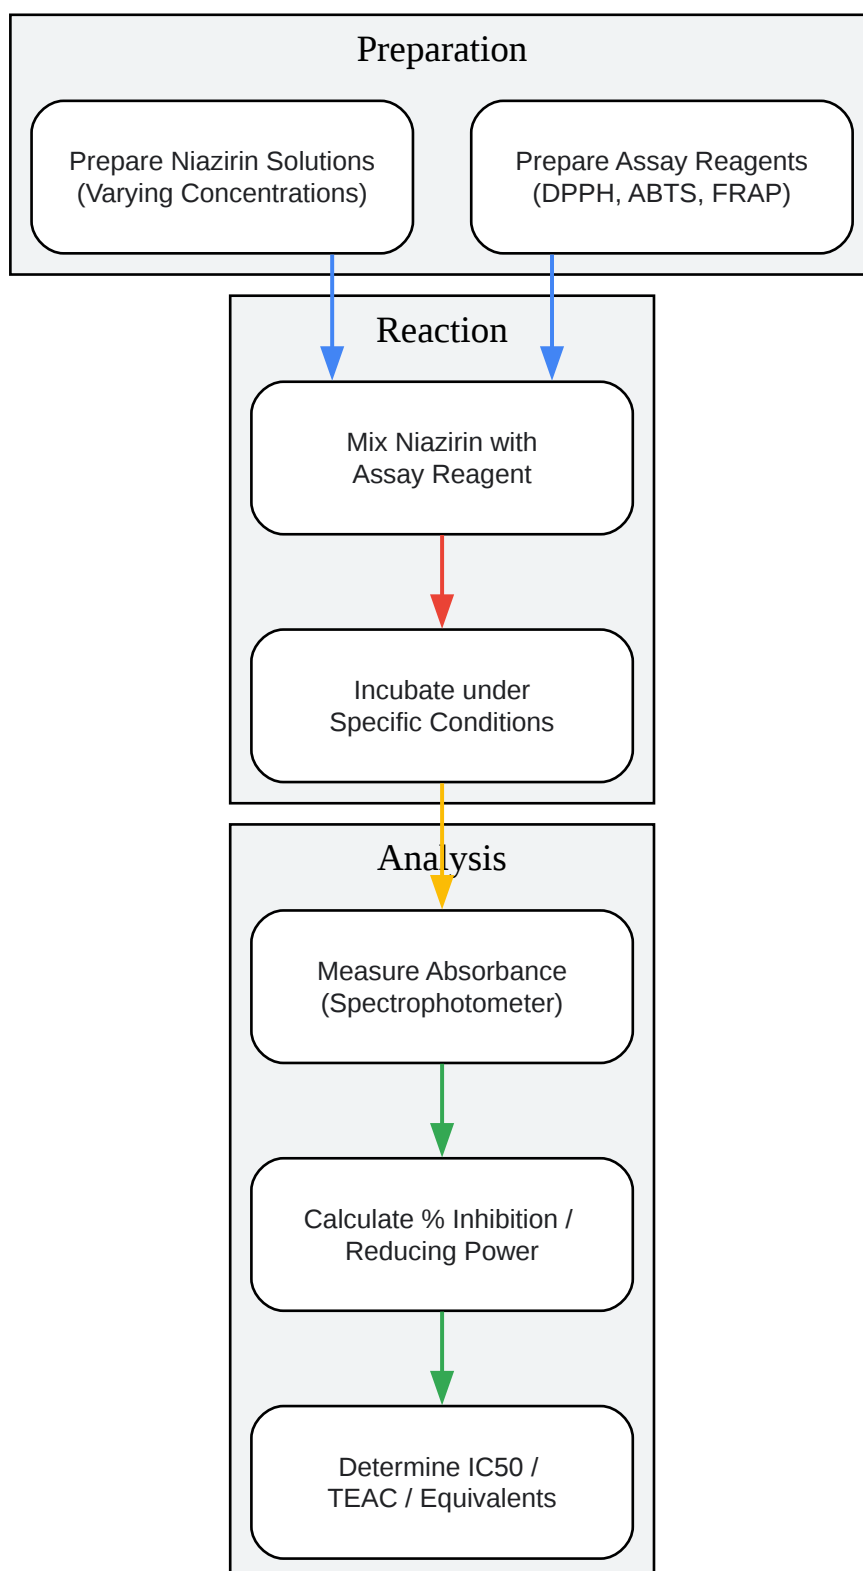 Preparation
Prepare Niazirin Solutions
(Varying Concentrations)
Prepare Assay Reagents
(DPPH, ABTS, FRAP)
Reaction
Mix Niazirin with
Assay Reagent
Incubate under
Specific Conditions
Analysis
Measure Absorbance
(Spectrophotometer)
Calculate % Inhibition /
Reducing Power
Determine IC50 /
TEAC / Equivalents